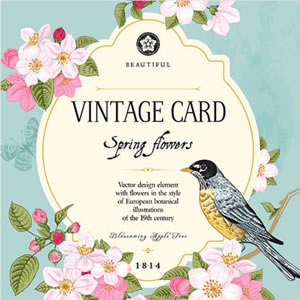 BEAUTIFUL
VINTAGE CARD
Spring flowers
Vector design element
with flowers in the style
of European botanical
illustrations
of the 19th century
Blossoming Apple Tree
1814